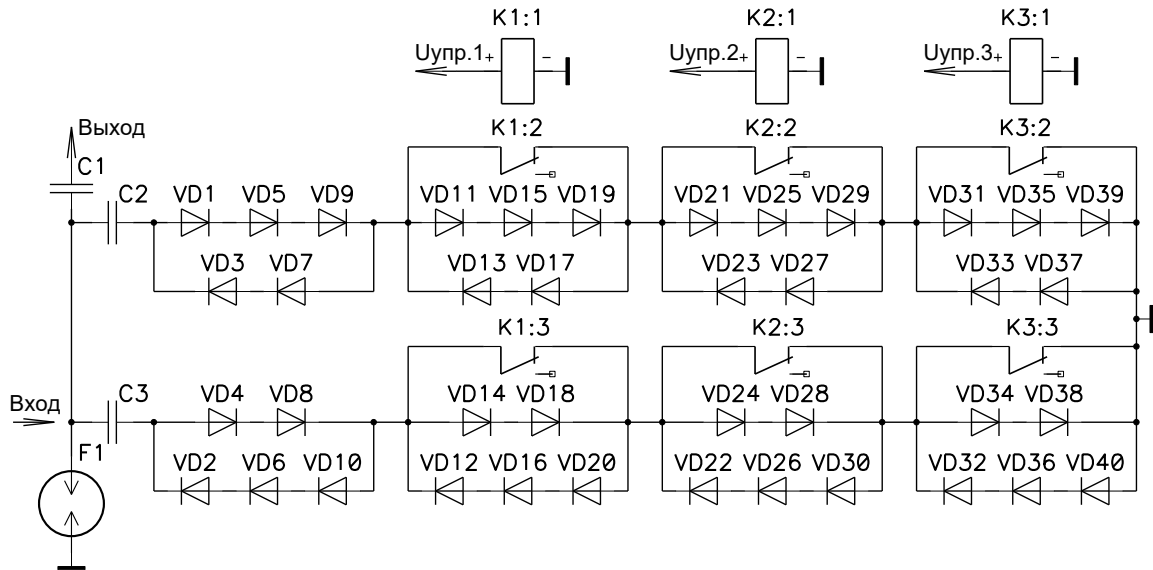 K1:1 K2:1 K3:1
Uупр.1+ − Uупр.2+ − Uупр.3+ −
K1:2 K2:2 K3:2
Выход
C1
C2 VD1 VD5 VD9 VD11 VD15 VD19 VD21 VD25 VD29 VD31 VD35 VD39
VD3 VD7 VD13 VD17 VD23 VD27 VD33 VD37
K1:3 K2:3 K3:3
Вход C3 VD4 VD8 VD14 VD18 VD24 VD28 VD34 VD38
F1 VD2 VD6 VD10 VD12 VD16 VD20 VD22 VD26 VD30 VD32 VD36 VD40